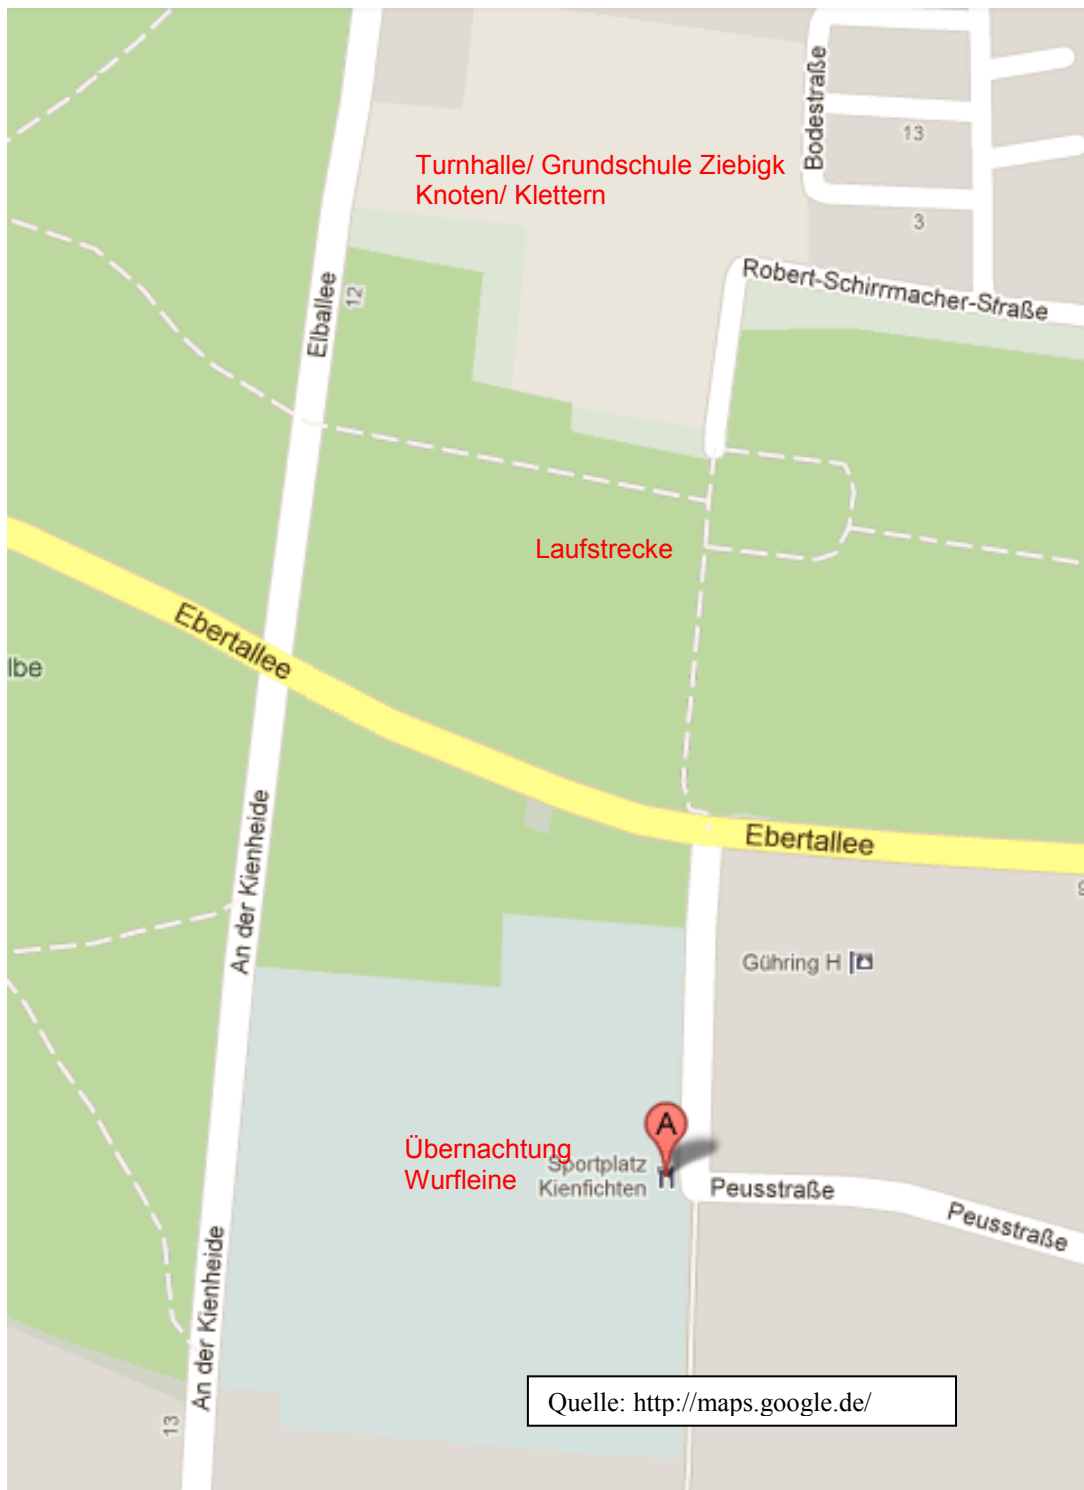 Bodestraße
13
3
Turnhalle/ Grundschule Ziebigk
Knoten/ Klettern
Robert-Schirrmacher-Straße
Elballee
12
Laufstrecke
Ebertallee
lbe
An der Kienheide
Ebertallee
9
Gühring H
A
Übernachtung
Wurfleine
Sportplatz
Kienfichten
Peusstraße
Peusstraße
An der Kienheide
13
Quelle: http://maps.google.de/